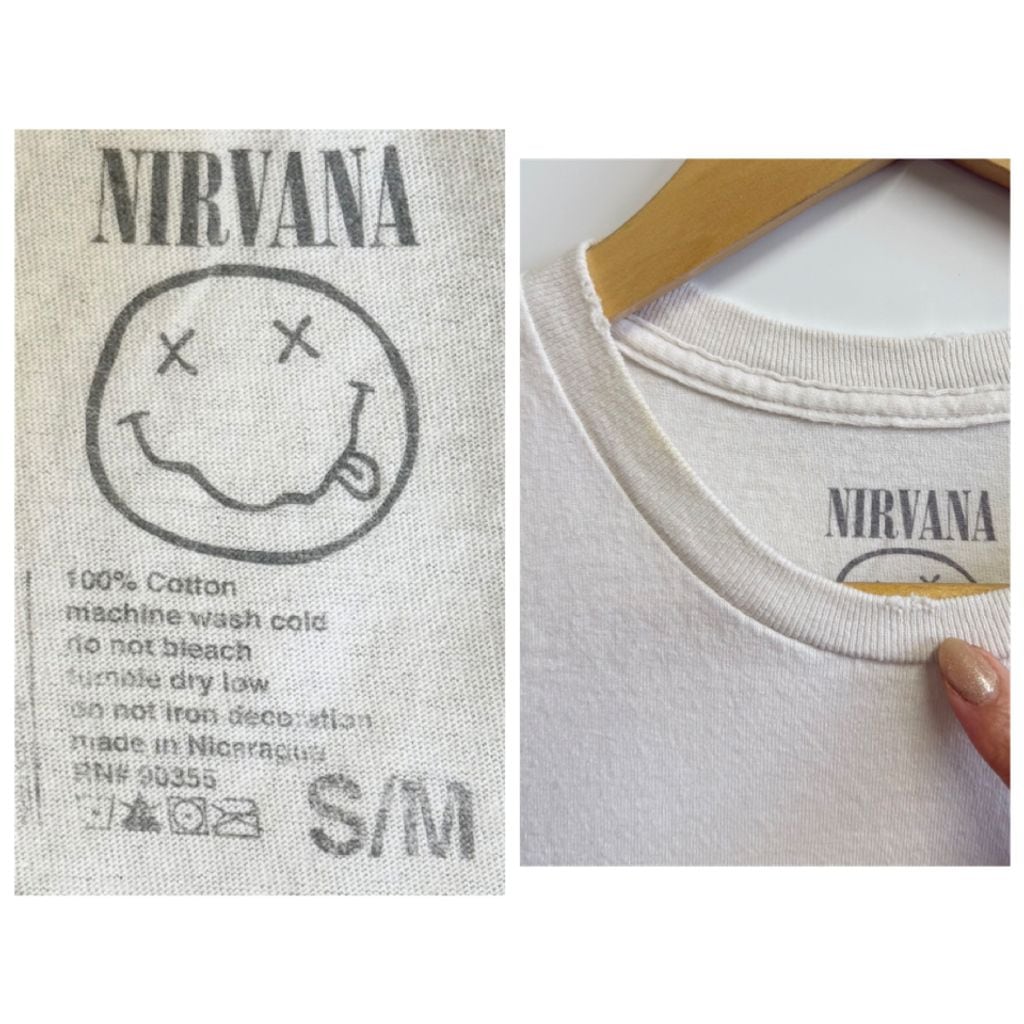 NIRVANA
100% Cotton
machine wash cold
do not bleach
tumble dry low
do not iron decoration
made in Nicaragua
RN# 90355
S/M
NIRVANA